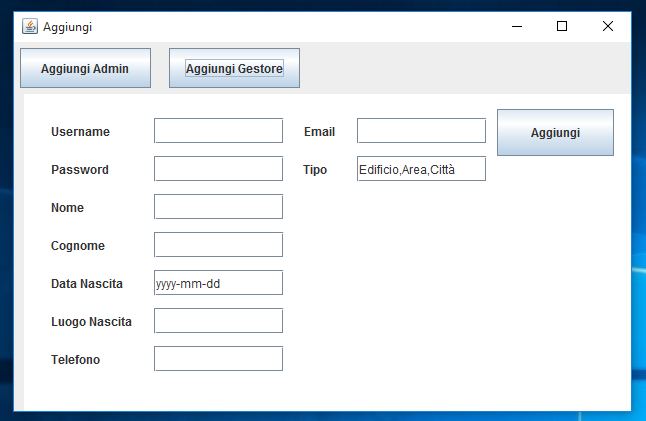 Aggiungi
Aggiungi Admin Aggiungi Gestore
Username Email Aggiungi
Password Tipo Edificio,Area,Città
Nome
Cognome
Data Nascita yyyy-mm-dd
Luogo Nascita
Telefono